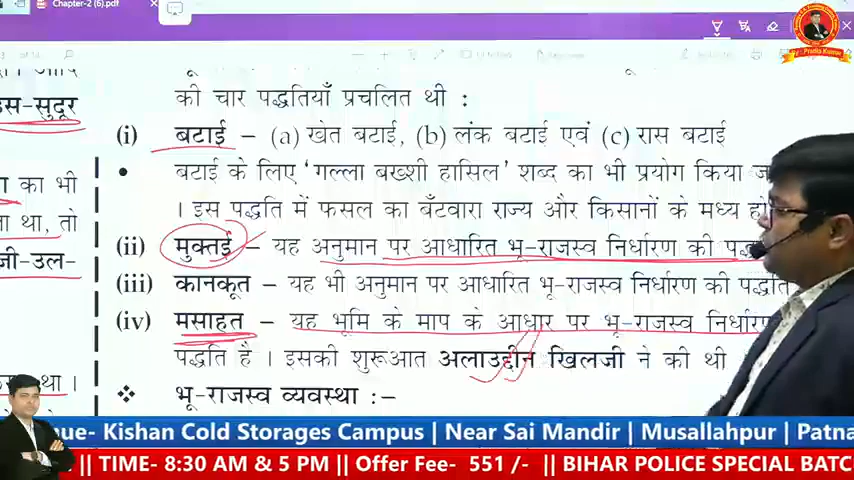 Chapter-2 (6).pdf
की चार पद्धतियाँ प्रचलित थी :
स-सुदूर
(i) बटाई – (a) खेत बटाई, (b) लंक बटाई एवं (c) रास बटाई
का भी
• बटाई के लिए ‘गल्ला बख्शी हासिल’ शब्द का भी प्रयोग किया
ता था, तो
। इस पद्धति में फसल का बँटवारा राज्य और किसानों के मध्य
(ii) मुक्तई – यह अनुमान पर आधारित भू-राजस्व निर्धारण की
जी-उल-
(iii) कानकूत – यह भी अनुमान पर आधारित भू-राजस्व निर्धारण की पद्धति
(iv) मसाहत – यह भूमि के माप के आधार पर भू-राजस्व निर्धारण
पद्धति है । इसकी शुरूआत अलाउद्दीन खिलजी ने की थी
था ।
❖ भू-राजस्व व्यवस्था :–
ue- Kishan Cold Storages Campus | Near Sai Mandir | Musallahpur | Patna
|| TIME- 8:30 AM & 5 PM || Offer Fee- 551 /- || BIHAR POLICE SPECIAL BATC